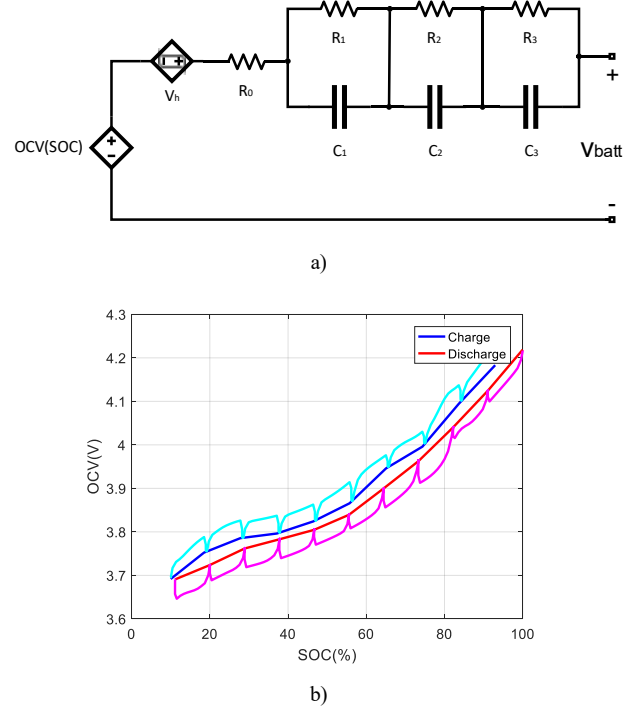 R₁ R₂ R₃
Vₕ R₀
+
OCV(SOC)
C₁ C₂ C₃ Vbatt
-
a)
4.3
Charge
Discharge
4.2
4.1
4
3.9
3.8
3.7
3.6
OCV(V)
0 20 40 60 80 100
SOC(%)
b)